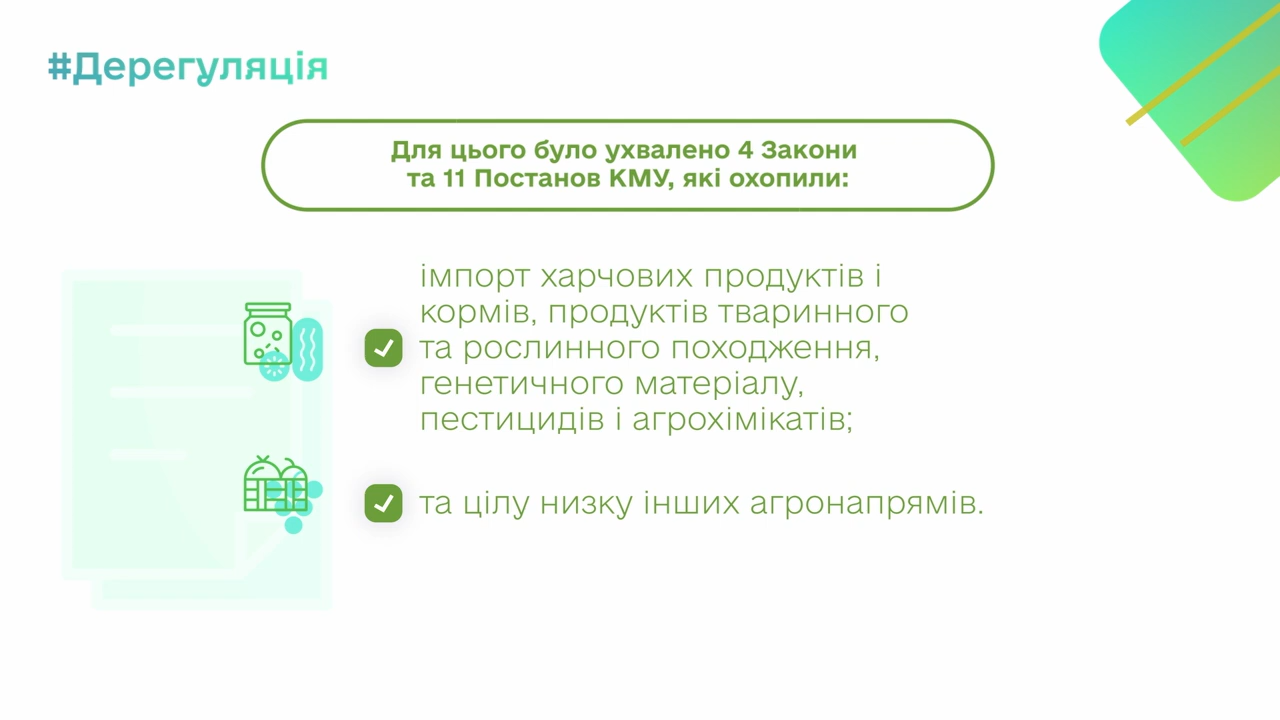 #Дерегуляція
Для цього було ухвалено 4 Закони
та 11 Постанов КМУ, які охопили:
імпорт харчових продуктів і
кормів, продуктів тваринного
та рослинного походження,
генетичного матеріалу,
пестицидів і агрохімікатів;
та цілу низку інших агронапрямів.